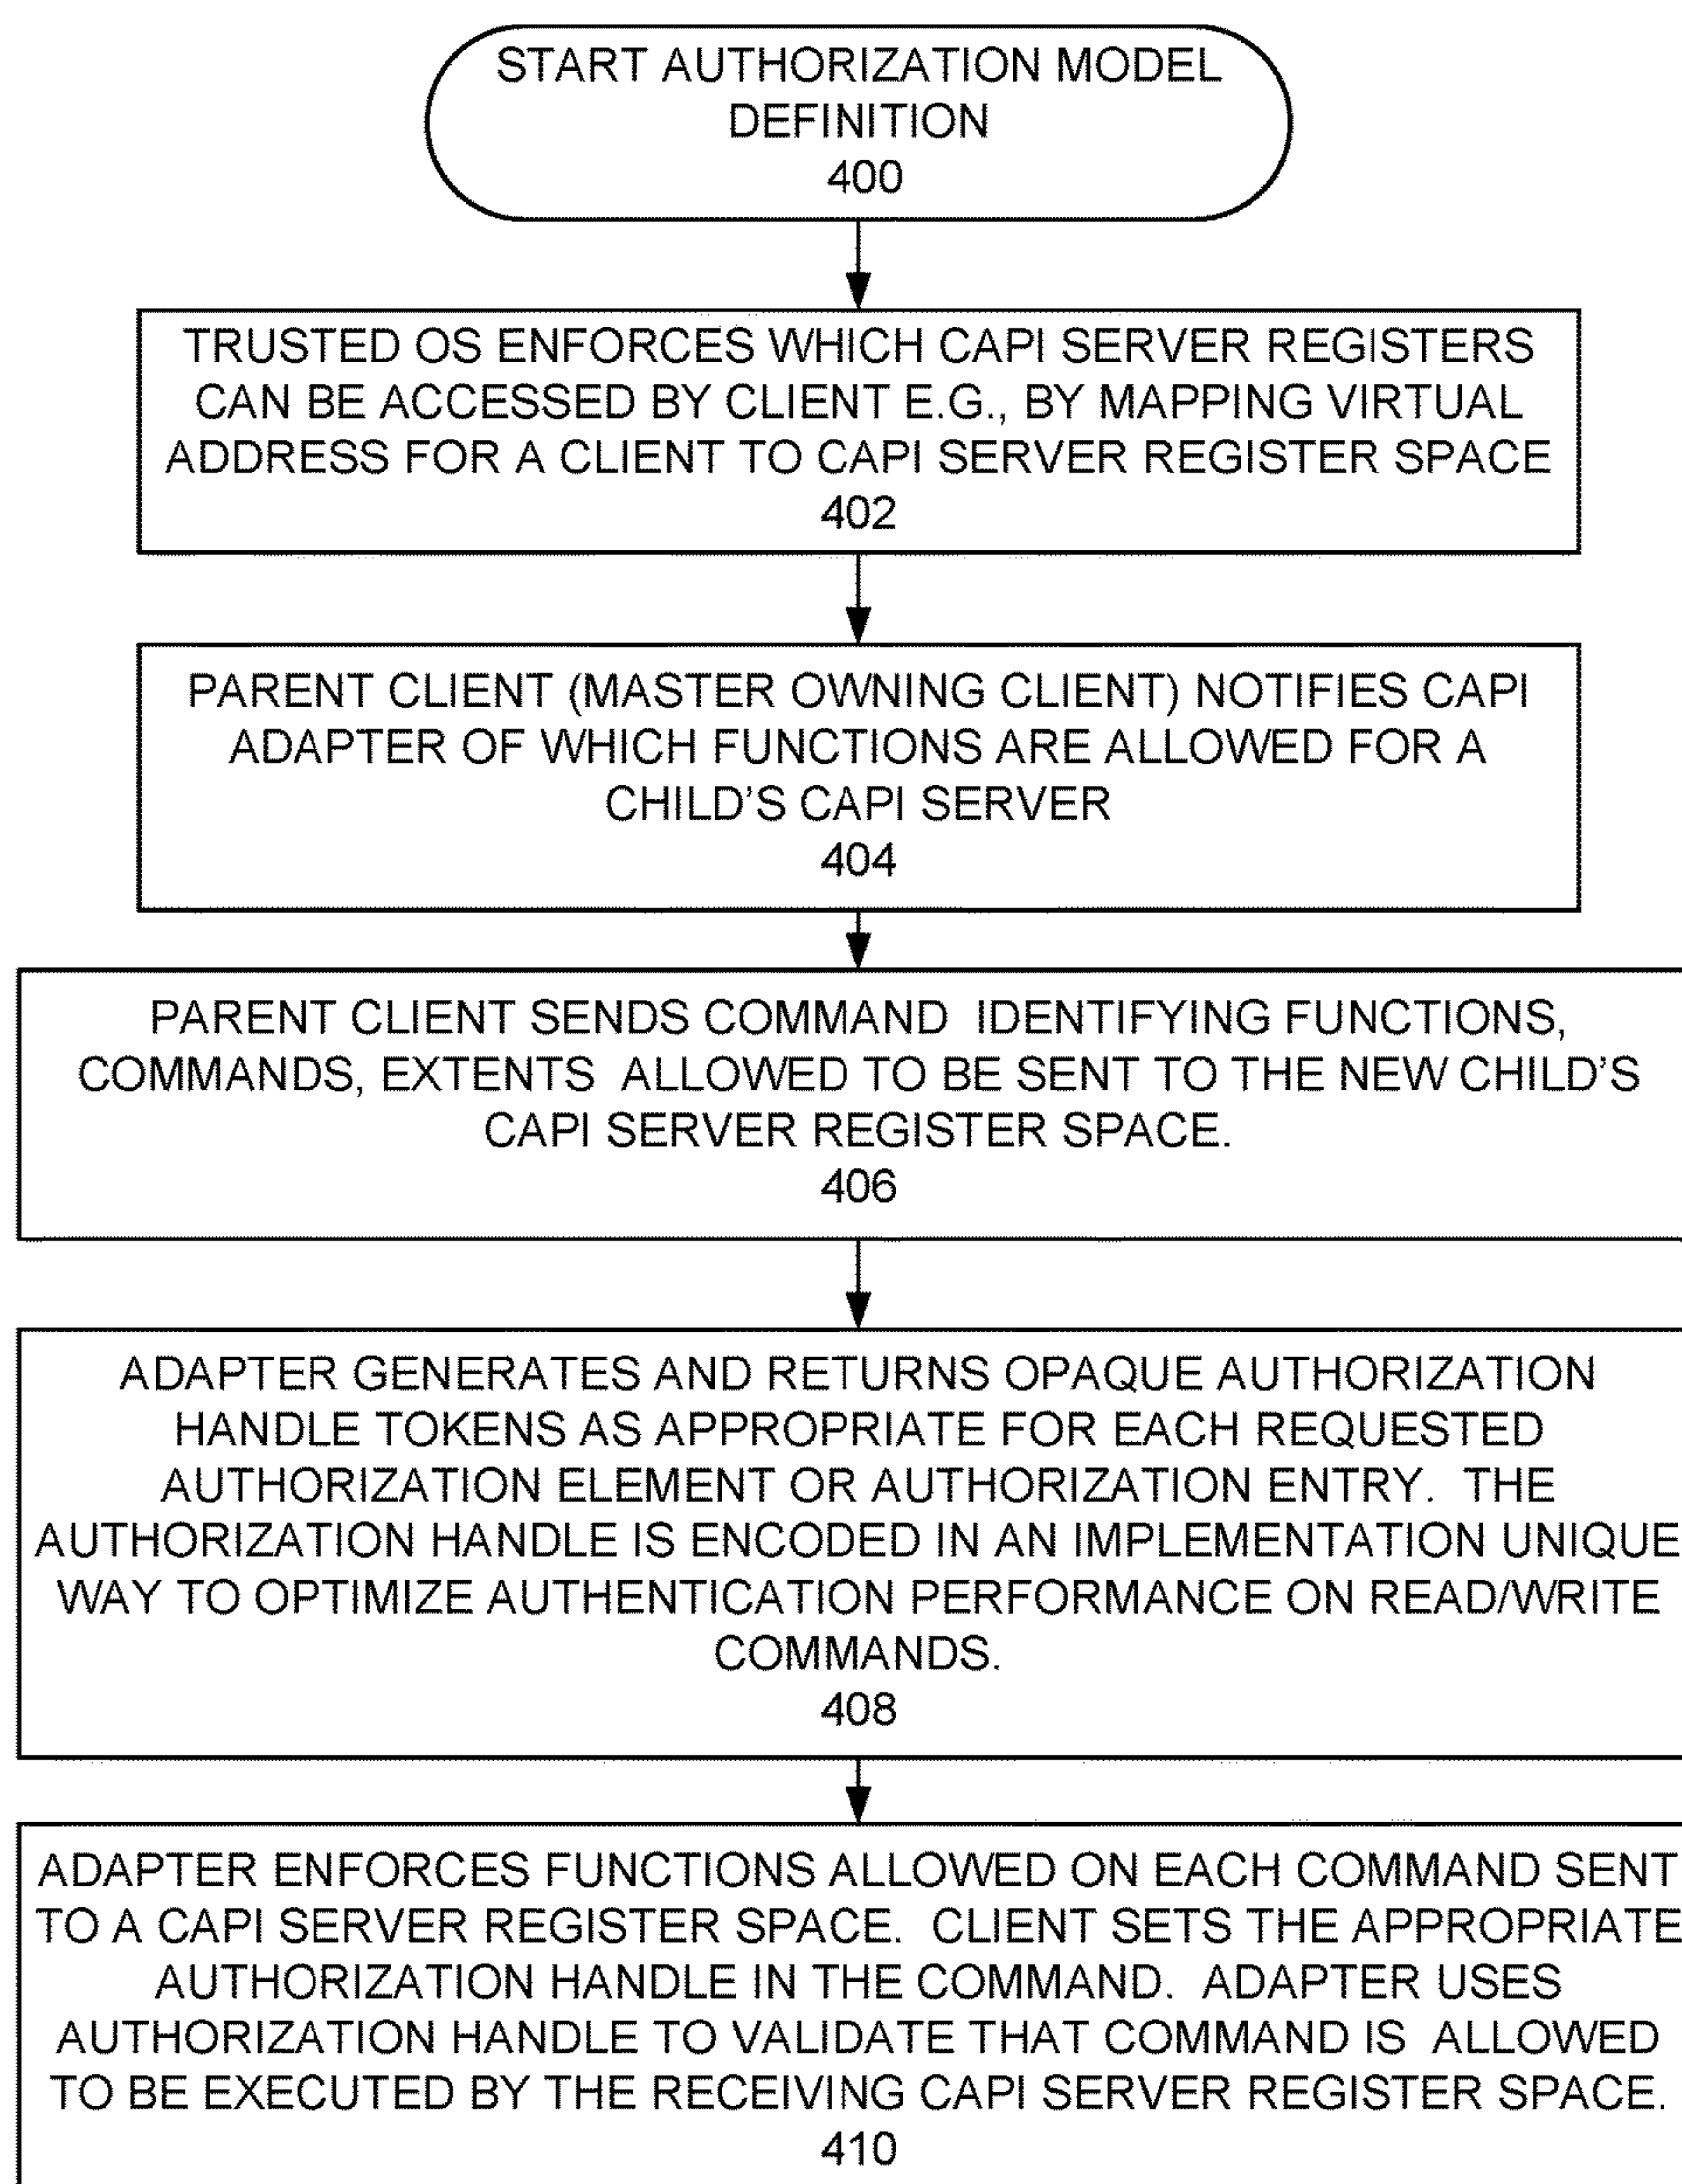 START AUTHORIZATION MODEL
DEFINITION
400
TRUSTED OS ENFORCES WHICH CAPI SERVER REGISTERS
CAN BE ACCESSED BY CLIENT E.G., BY MAPPING VIRTUAL
ADDRESS FOR A CLIENT TO CAPI SERVER REGISTER SPACE
402
PARENT CLIENT (MASTER OWNING CLIENT) NOTIFIES CAPI
ADAPTER OF WHICH FUNCTIONS ARE ALLOWED FOR A
CHILD'S CAPI SERVER
404
PARENT CLIENT SENDS COMMAND IDENTIFYING FUNCTIONS,
COMMANDS, EXTENTS ALLOWED TO BE SENT TO THE NEW CHILD'S
CAPI SERVER REGISTER SPACE.
406
ADAPTER GENERATES AND RETURNS OPAQUE AUTHORIZATION
HANDLE TOKENS AS APPROPRIATE FOR EACH REQUESTED
AUTHORIZATION ELEMENT OR AUTHORIZATION ENTRY. THE
AUTHORIZATION HANDLE IS ENCODED IN AN IMPLEMENTATION UNIQUE
WAY TO OPTIMIZE AUTHENTICATION PERFORMANCE ON READ/WRITE
COMMANDS.
408
ADAPTER ENFORCES FUNCTIONS ALLOWED ON EACH COMMAND SENT
TO A CAPI SERVER REGISTER SPACE. CLIENT SETS THE APPROPRIATE
AUTHORIZATION HANDLE IN THE COMMAND. ADAPTER USES
AUTHORIZATION HANDLE TO VALIDATE THAT COMMAND IS ALLOWED
TO BE EXECUTED BY THE RECEIVING CAPI SERVER REGISTER SPACE.
410